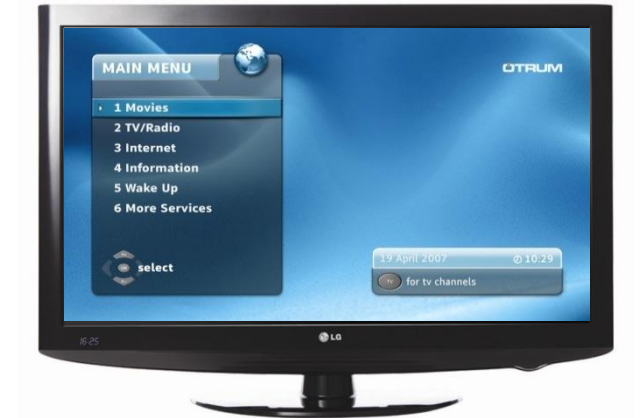 MAIN MENU
OTRUM
1 Movies
2 TV/Radio
3 Internet
4 Information
5 Wake Up
6 More Services
select
19 April 2007 10:29
TV for tv channels
16:25
LG